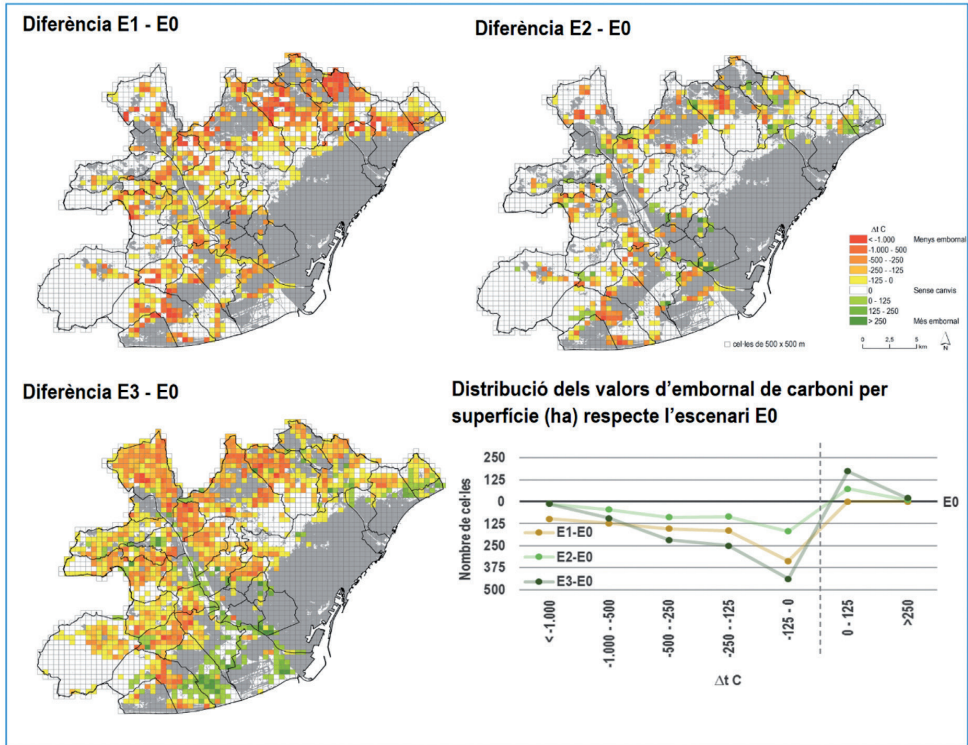 Diferència E1 - E0
Diferència E2 - E0
Δt C
< -1.000 Menys embornal
-1.000 - 500
-500 - -250
-250 - -125
-125 - 0
0 Sense canvis
0 - 125
125 - 250
> 250 Més embornal
cel·les de 500 x 500 m
0 2,5 5
km
N
Diferència E3 - E0
Distribució dels valors d'embornal de carboni per
superfície (ha) respecte l'escenari E0
Nombre de cel·les
250
125
0
125
250
375
500
E0
E1-E0
E2-E0
E3-E0
< -1.000
-1.000 - -500
-500 - -250
-250 - -125
-125 - 0
0 - 125
>250
Δt C